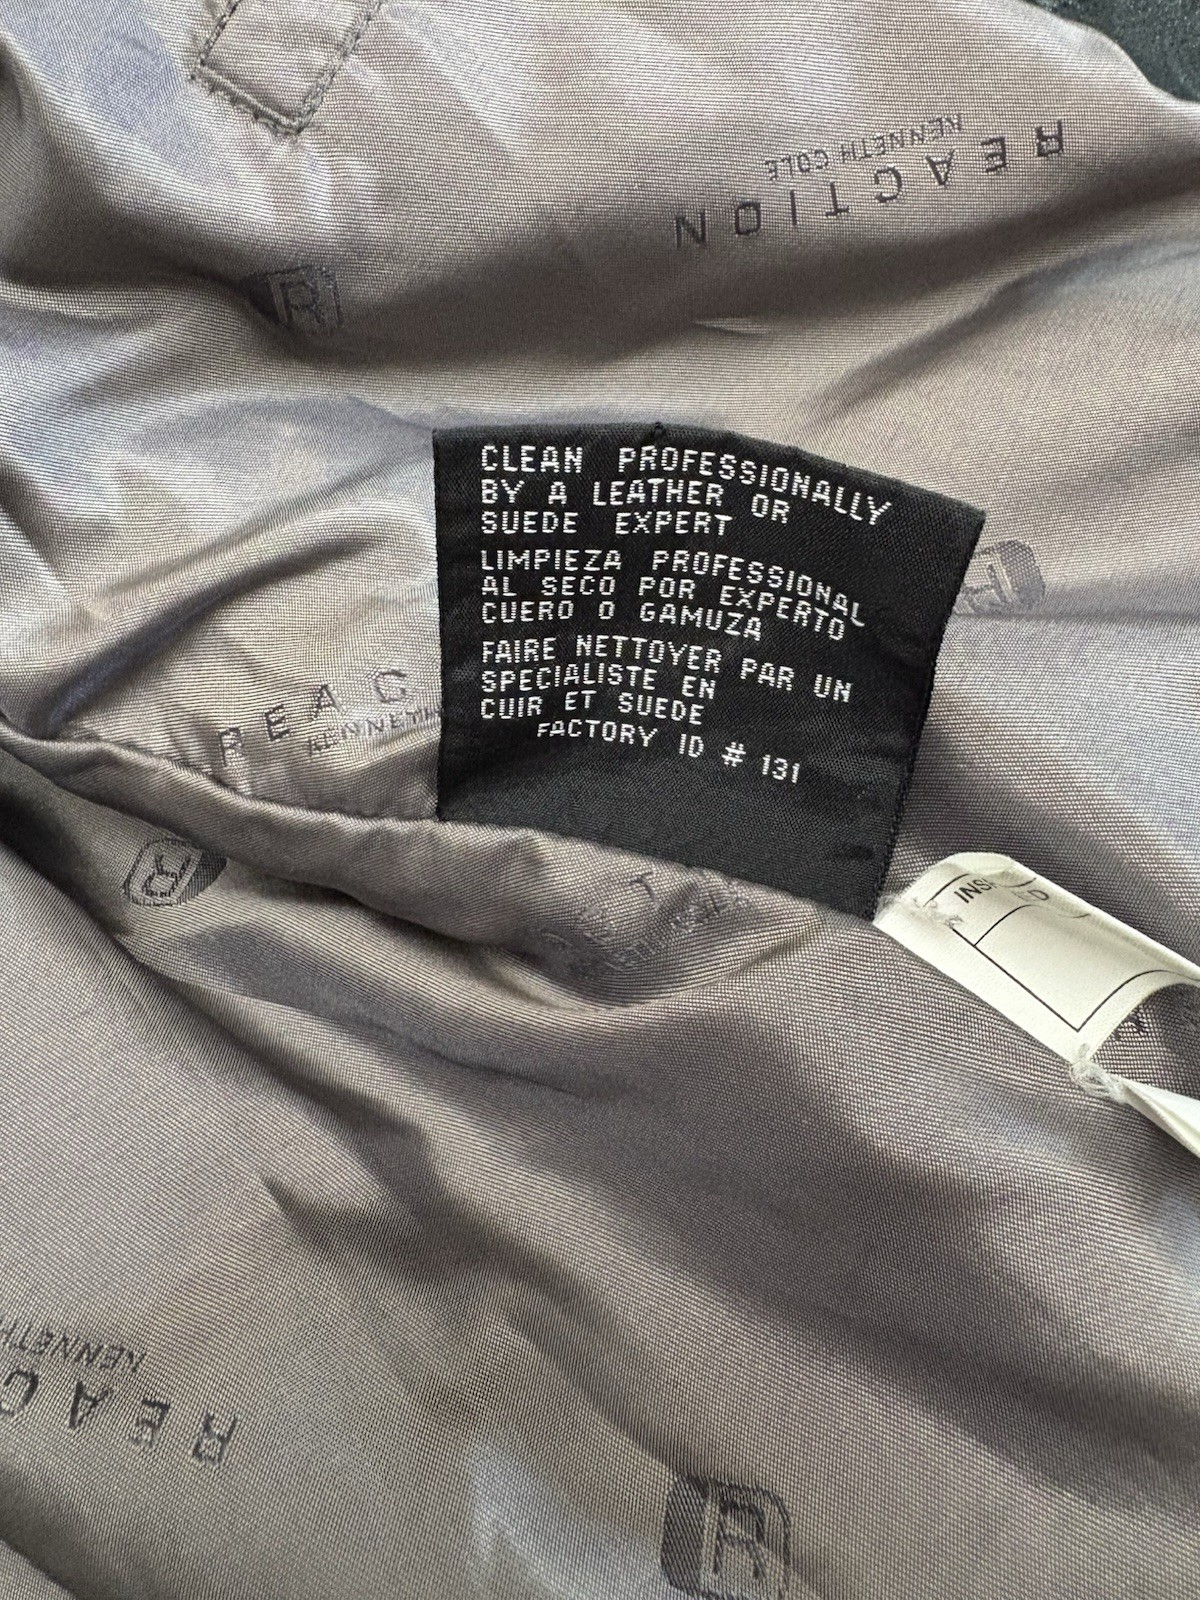 REACTION
KENNETH COLE
R
CLEAN PROFESSIONALLY
BY A LEATHER OR
SUEDE EXPERT
LIMPIEZA PROFESSIONAL
AL SECO POR EXPERTO
CUERO O GAMUZA
FAIRE NETTOYER PAR UN
SPECIALISTE EN
CUIR ET SUEDE
FACTORY ID # 131
R
REAC
KENNETH
R
KENNETH
REAC
R